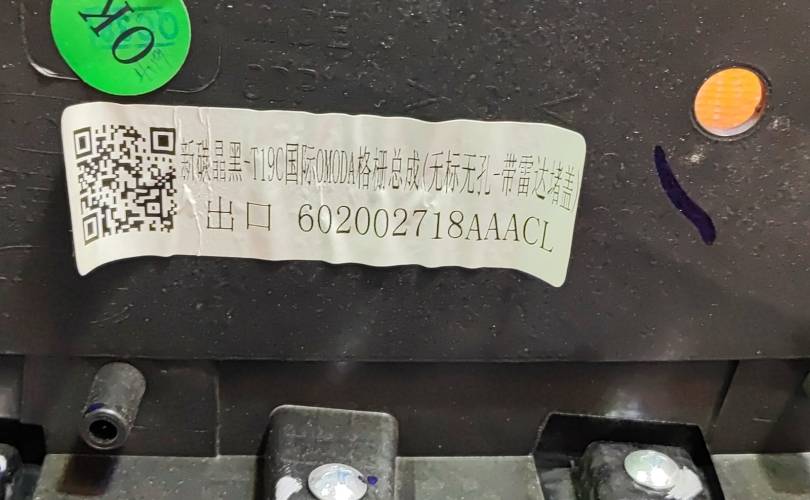 OK
新碳晶黑-T19C国际OMODA格栅总成(无标无孔-带雷达堵盖)
出口 602002718AAACL